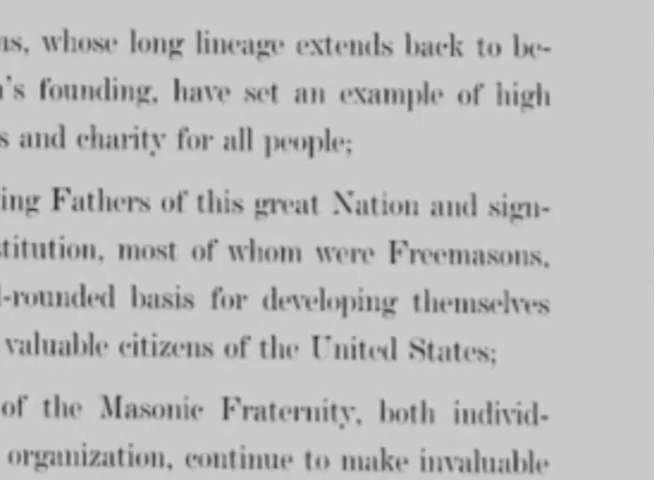 ns, whose long lineage extends back to be-
n's founding, have set an example of high
s and charity for all people;
ing Fathers of this great Nation and sign-
stitution, most of whom were Freemasons,
l-rounded basis for developing themselves
valuable citizens of the United States;
of the Masonic Fraternity, both individ-
organization, continue to make invaluable